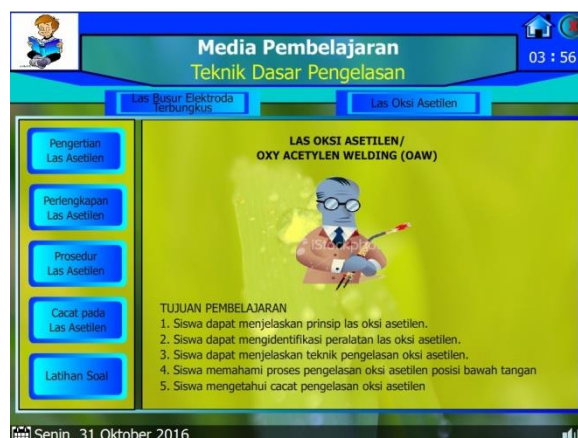 Media Pembelajaran
Teknik Dasar Pengelasan
03 : 56
Las Busur Elektroda
Terbungkus
Las Oksi Asetilen
Pengertian
Las Asetilen
Perlengkapan
Las Asetilen
Prosedur
Las Asetilen
Cacat pada
Las Asetilen
Latihan Soal
LAS OKSI ASETILEN/
OXY ACETYLEN WELDING (OAW)
iStockphoto
TUJUAN PEMBELAJARAN
1. Siswa dapat menjelaskan prinsip las oksi asetilen.
2. Siswa dapat mengidentifikasi peralatan las oksi asetilen.
3. Siswa dapat menjelaskan teknik pengelasan oksi asetilen.
4. Siswa memahami proses pengelasan oksi asetilen posisi bawah tangan
5. Siswa mengetahui cacat pengelasan oksi asetilen
Senin, 31 Oktober 2016